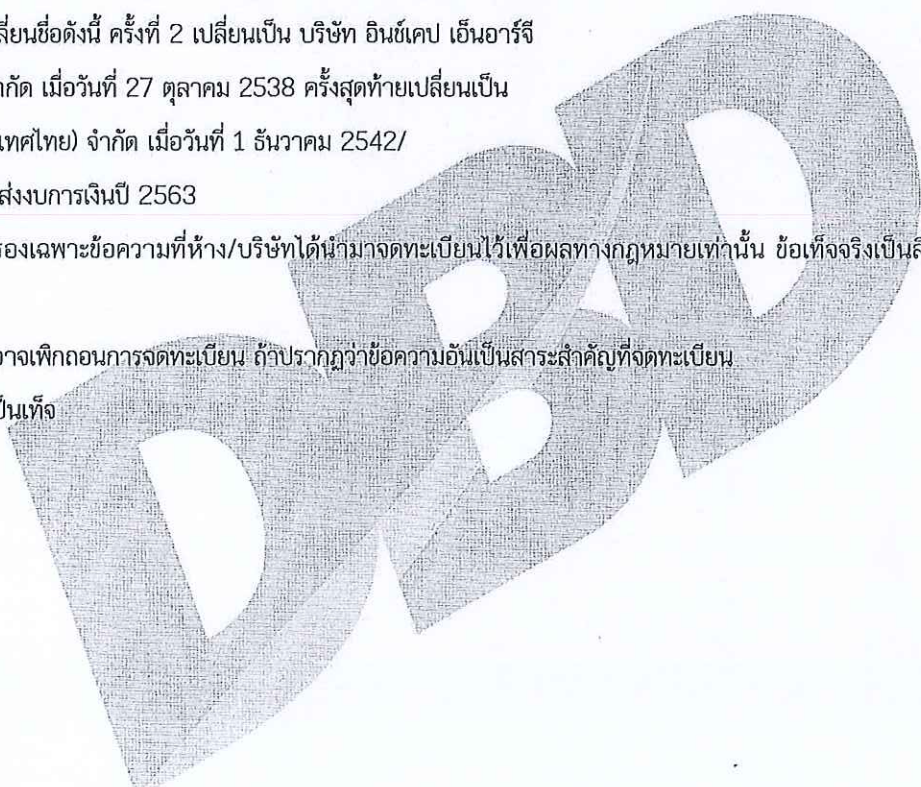 ลี่ยนชื่อดังนี้ ครั้งที่ 2 เปลี่ยนเป็น บริษัท อินช์เคป เอ็นอาร์จี
ากัด เมื่อวันที่ 27 ตุลาคม 2538 ครั้งสุดท้ายเปลี่ยนเป็น
เทศไทย) จำกัด เมื่อวันที่ 1 ธันวาคม 2542/
ส่งงบการเงินปี 2563
รองเฉพาะข้อความที่ห้าง/บริษัทได้นำมาจดทะเบียนไว้เพื่อผลทางกฎหมายเท่านั้น ข้อเท็จจริงเป็นสิ
อาจเพิกถอนการจดทะเบียน ถ้าปรากฏว่าข้อความอันเป็นสาระสำคัญที่จดทะเบียน
เป็นเท็จ
DBD